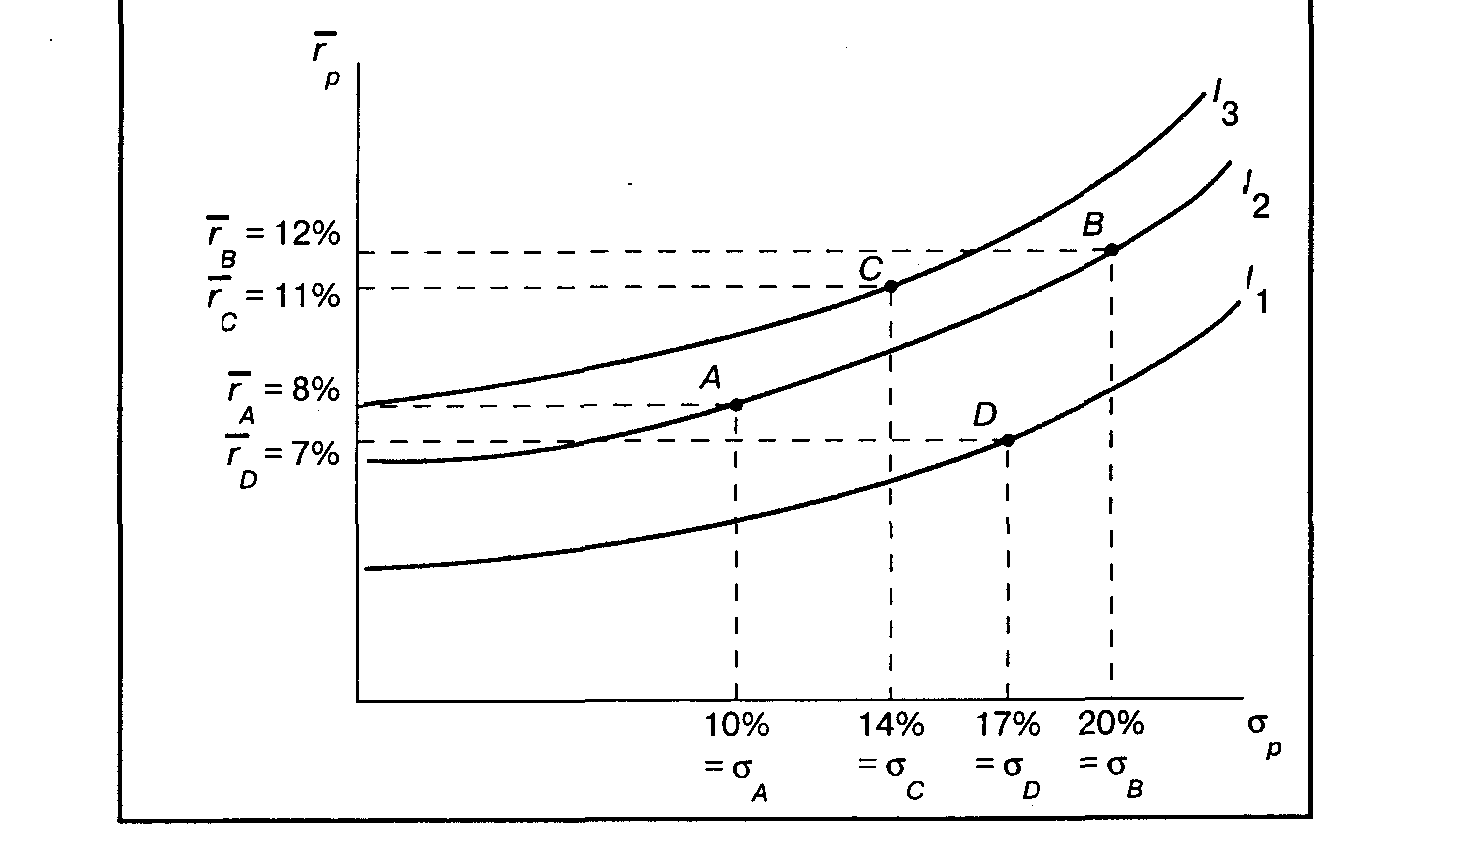 r̅p
I3
I2
r̅B = 12%
B
C
I1
r̅C = 11%
A
r̅A = 8%
D
r̅D = 7%
10% 14% 17% 20% σp
= σA = σC = σD = σB